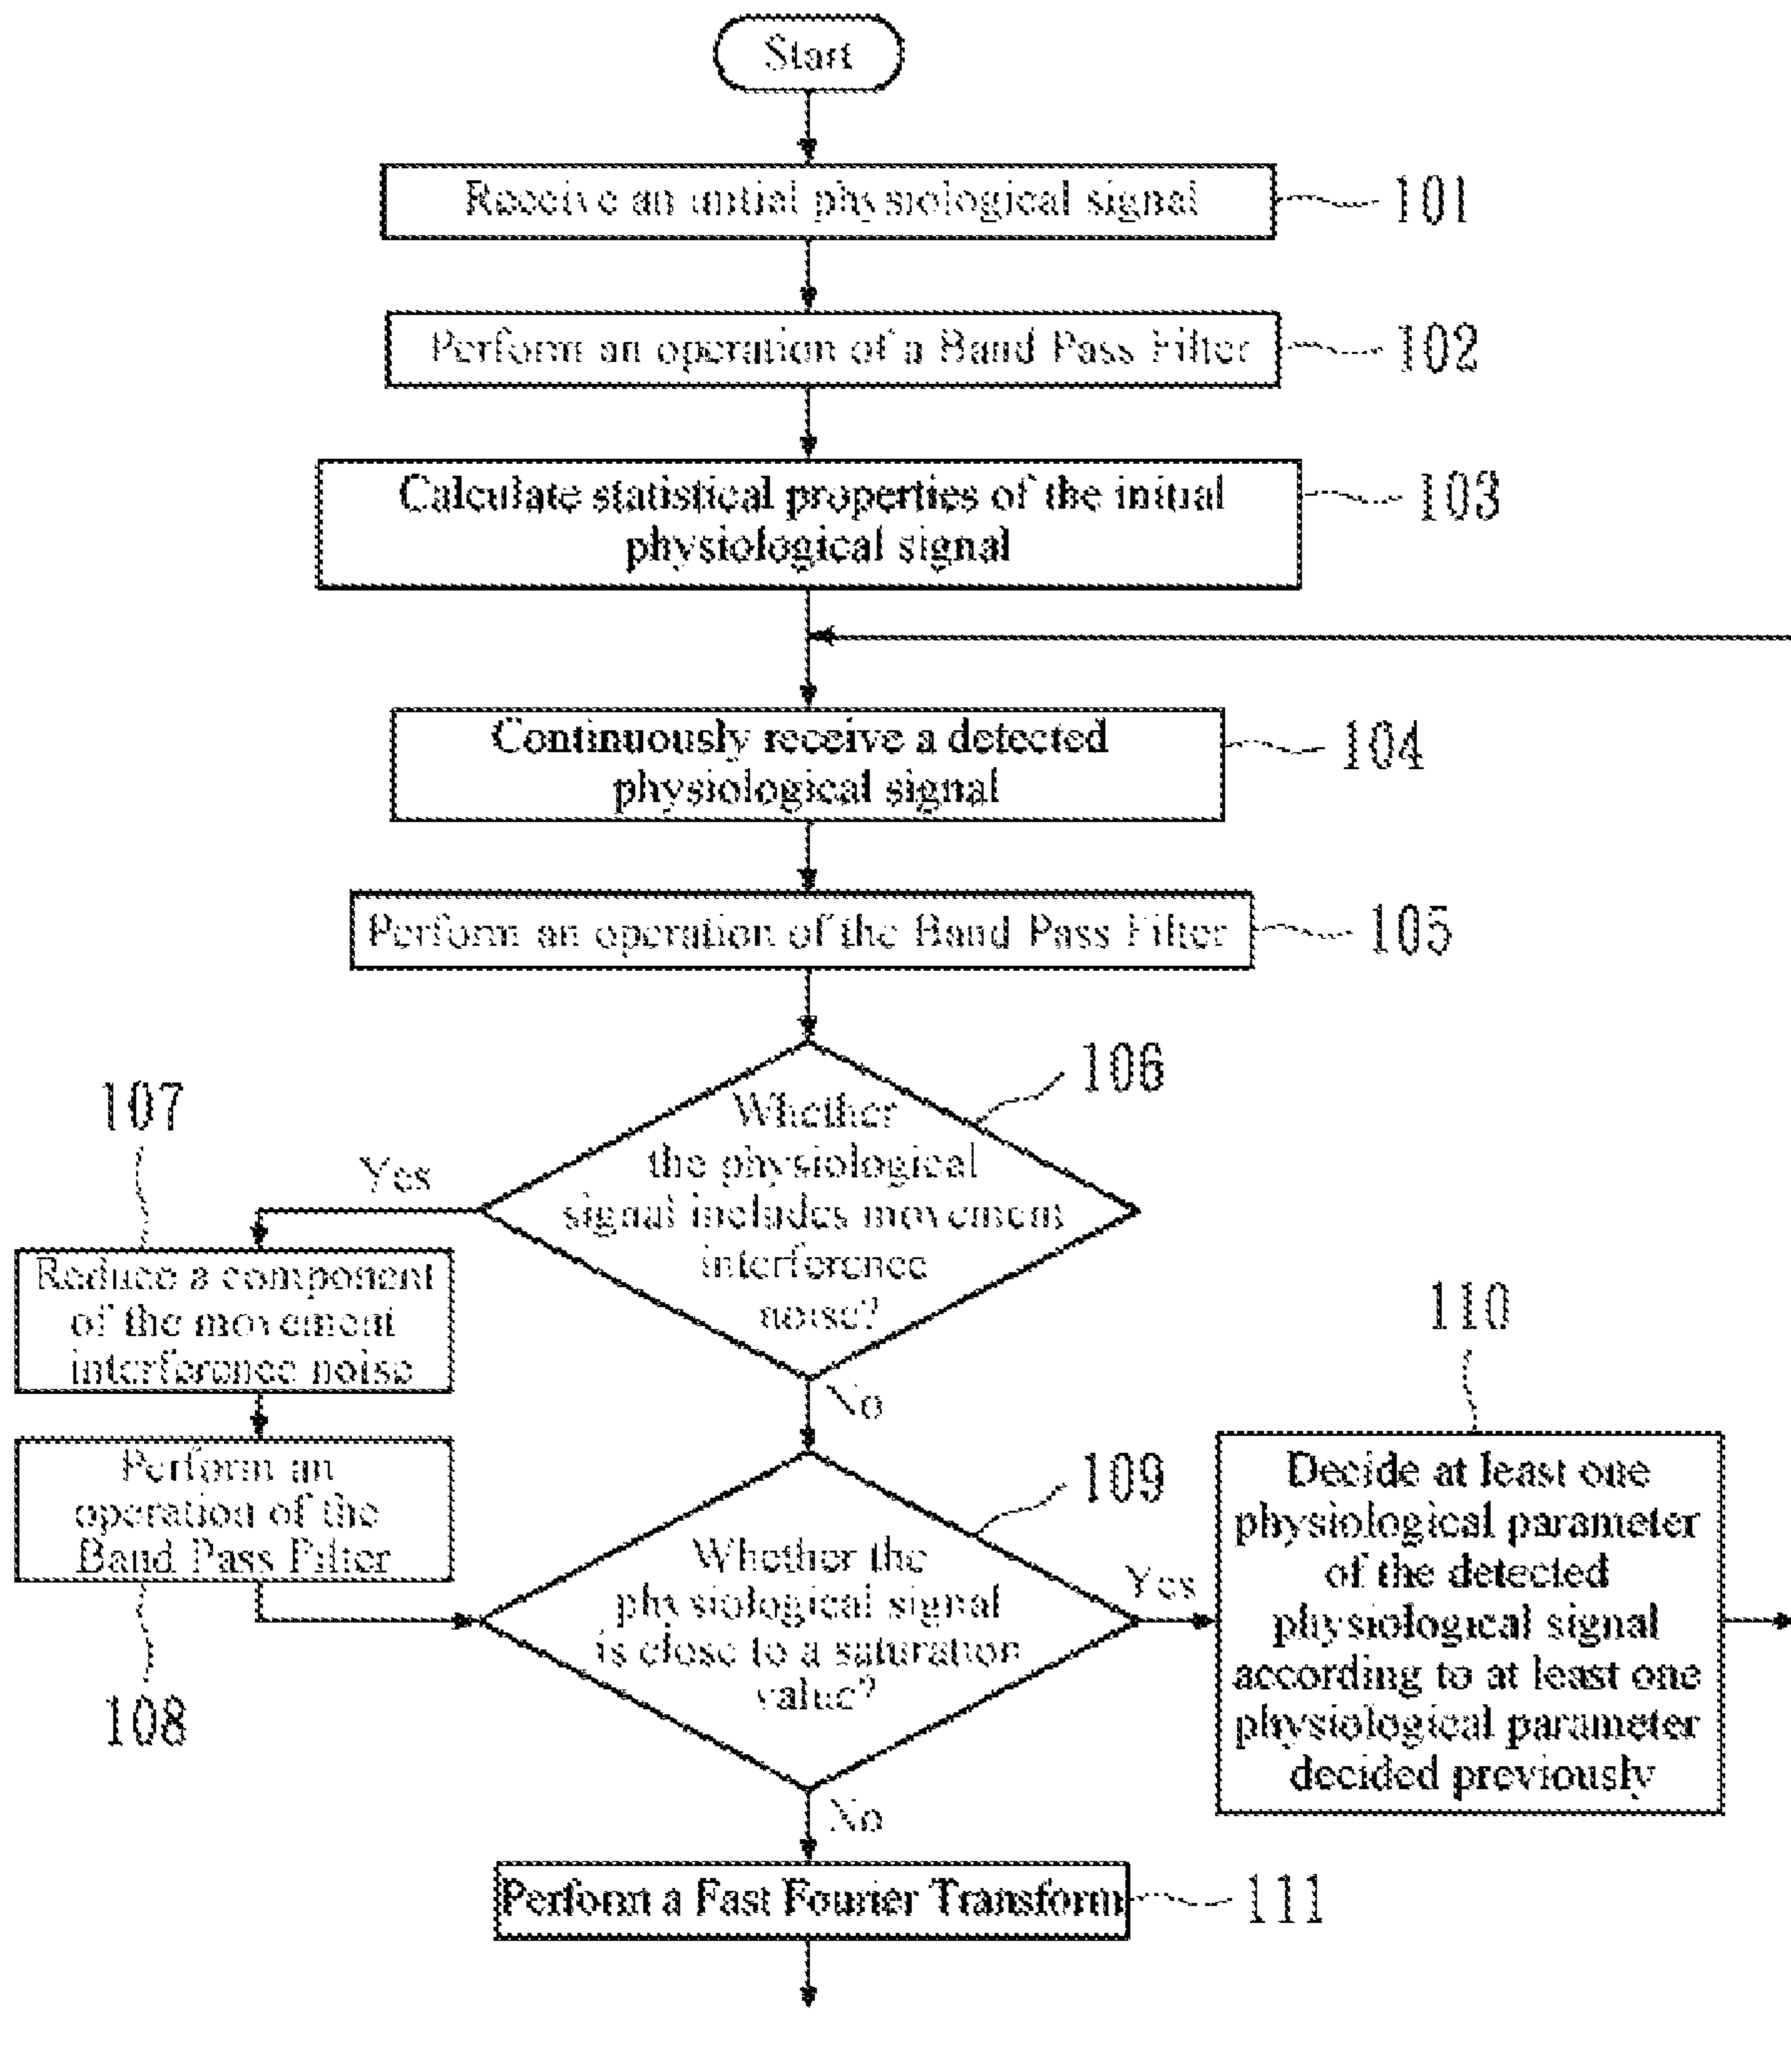 Start
Receive an initial physiological signal
101
Perform an operation of a Band Pass Filter
102
Calculate statistical properties of the initial
physiological signal
103
Continuously receive a detected
physiological signal
104
Perform an operation of the Band Pass Filter
105
106
Whether
the physiological
signal includes movement
interference
noise?
Yes
No
107
Reduce a component
of the movement
interference noise
Perform an
operation of the
Band Pass Filter
108
109
Whether the
physiological signal
is close to a saturation
value?
Yes
No
110
Decide at least one
physiological parameter
of the detected
physiological signal
according to at least one
physiological parameter
decided previously
Perform a Fast Fourier Transform
111